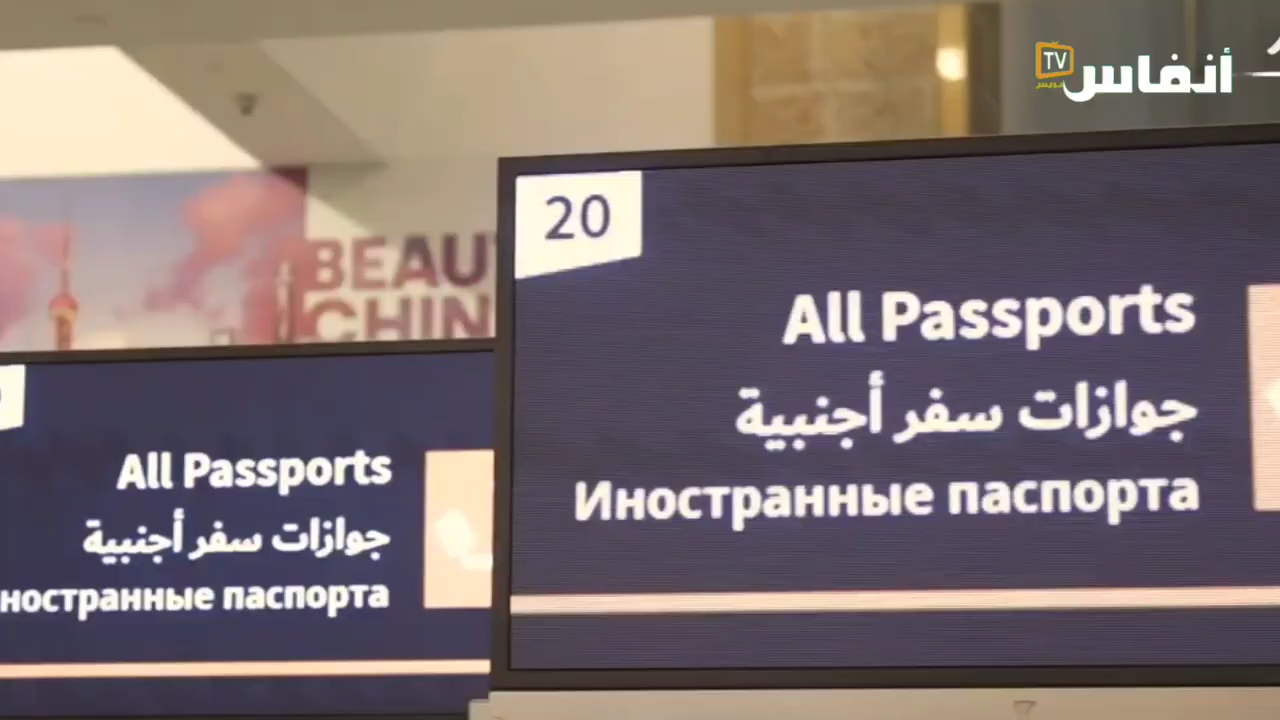 TV
أنفاس
BEAU
CHIN
20
All Passports
جوازات سفر أجنبية
Иностранные паспорта
All Passports
جوازات سفر أجنبية
ностранные паспорта